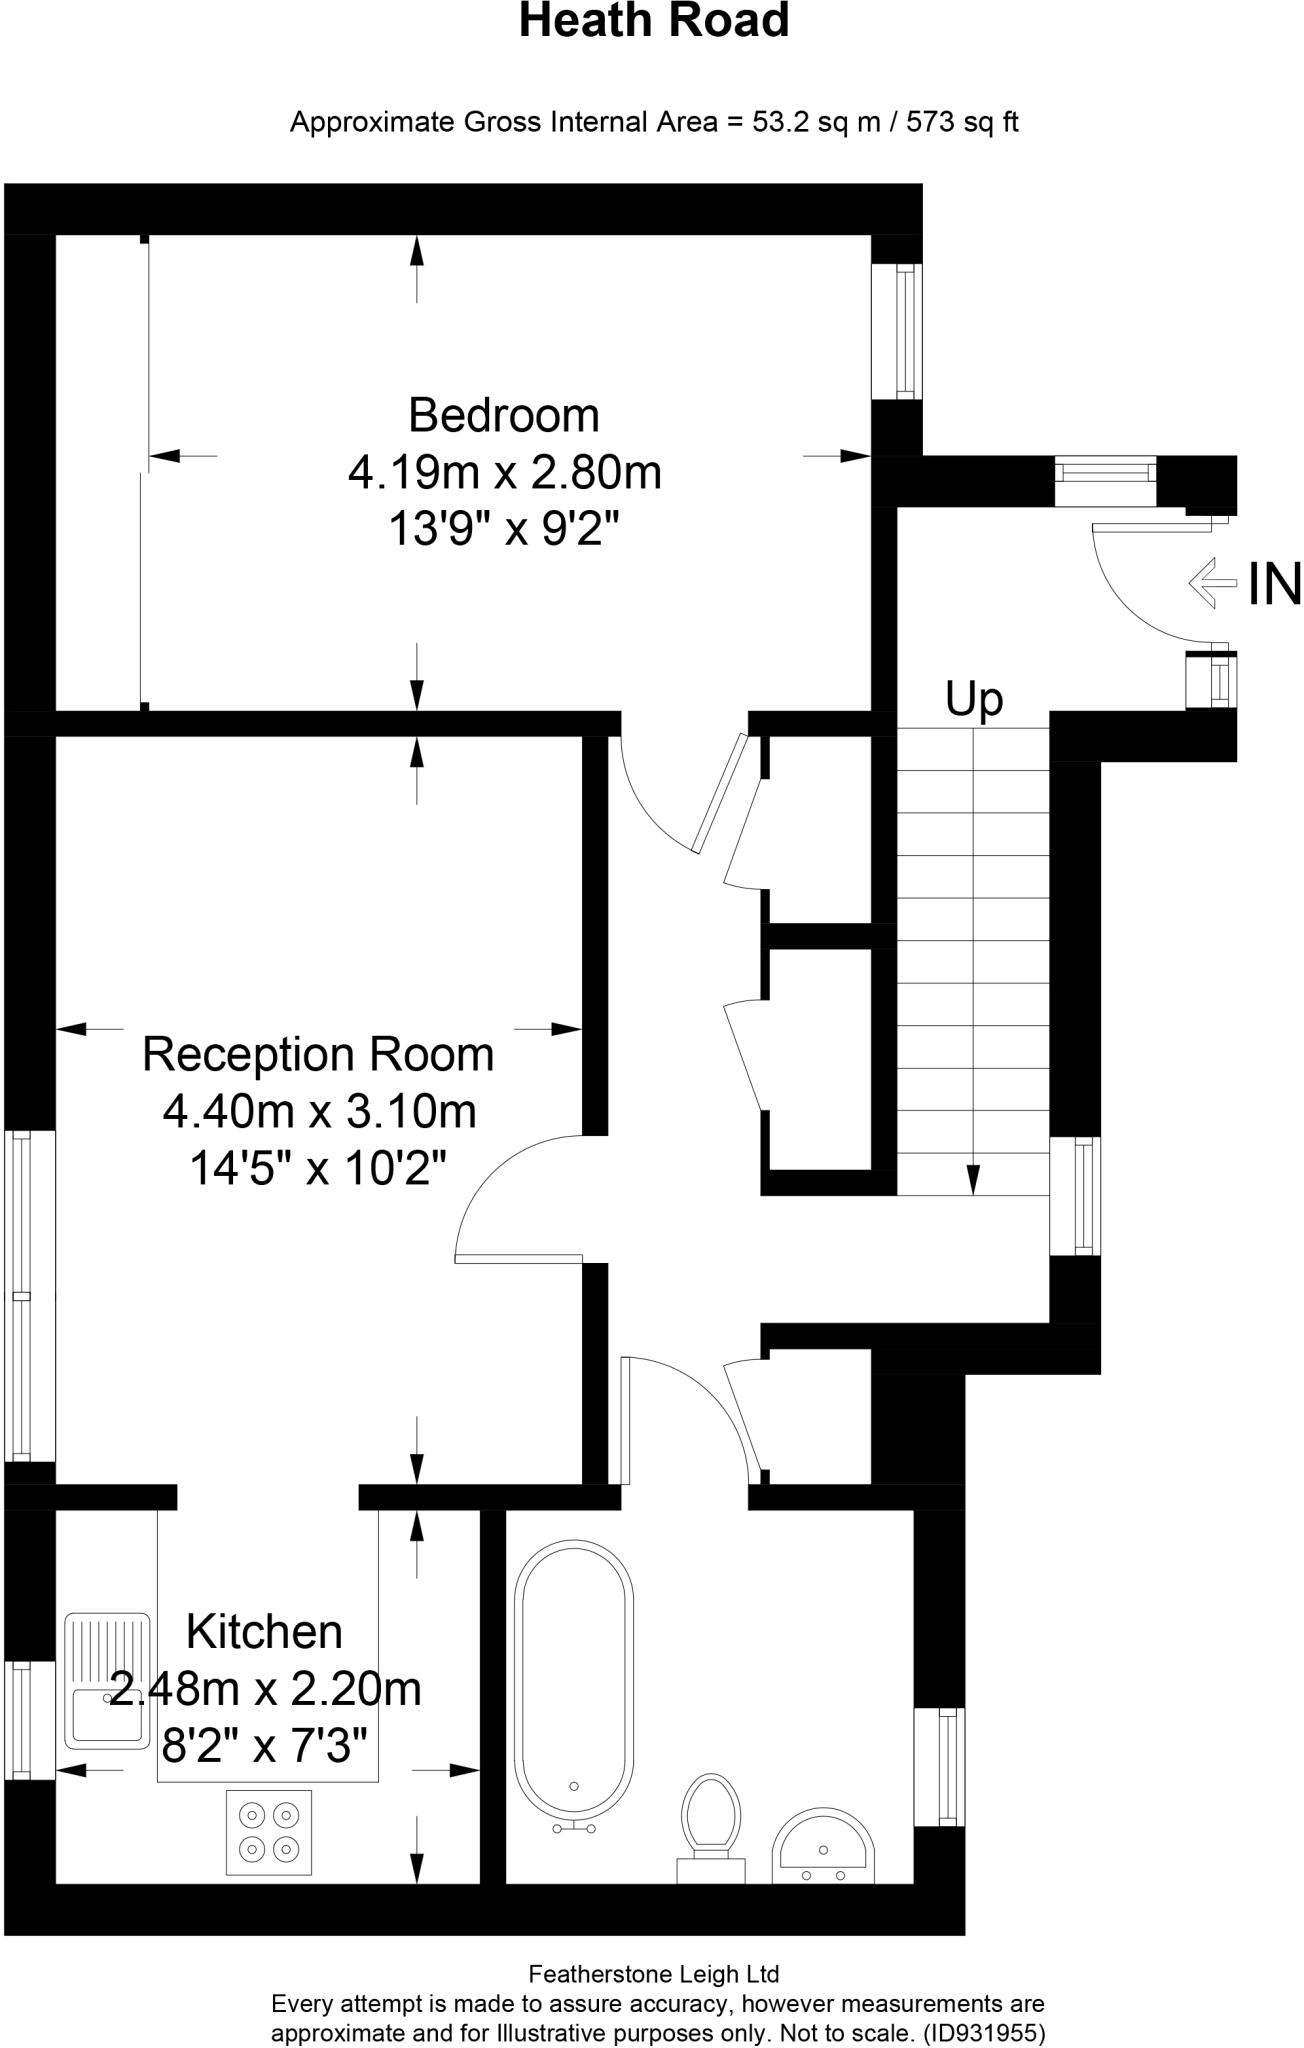 Heath Road
Approximate Gross Internal Area = 53.2 sq m / 573 sq ft
Bedroom
4.19m x 2.80m
13'9" x 9'2"
IN
Up
Reception Room
4.40m x 3.10m
14'5" x 10'2"
Kitchen
2.48m x 2.20m
8'2" x 7'3"
Featherstone Leigh Ltd
Every attempt is made to assure accuracy, however measurements are
approximate and for Illustrative purposes only. Not to scale. (ID931955)